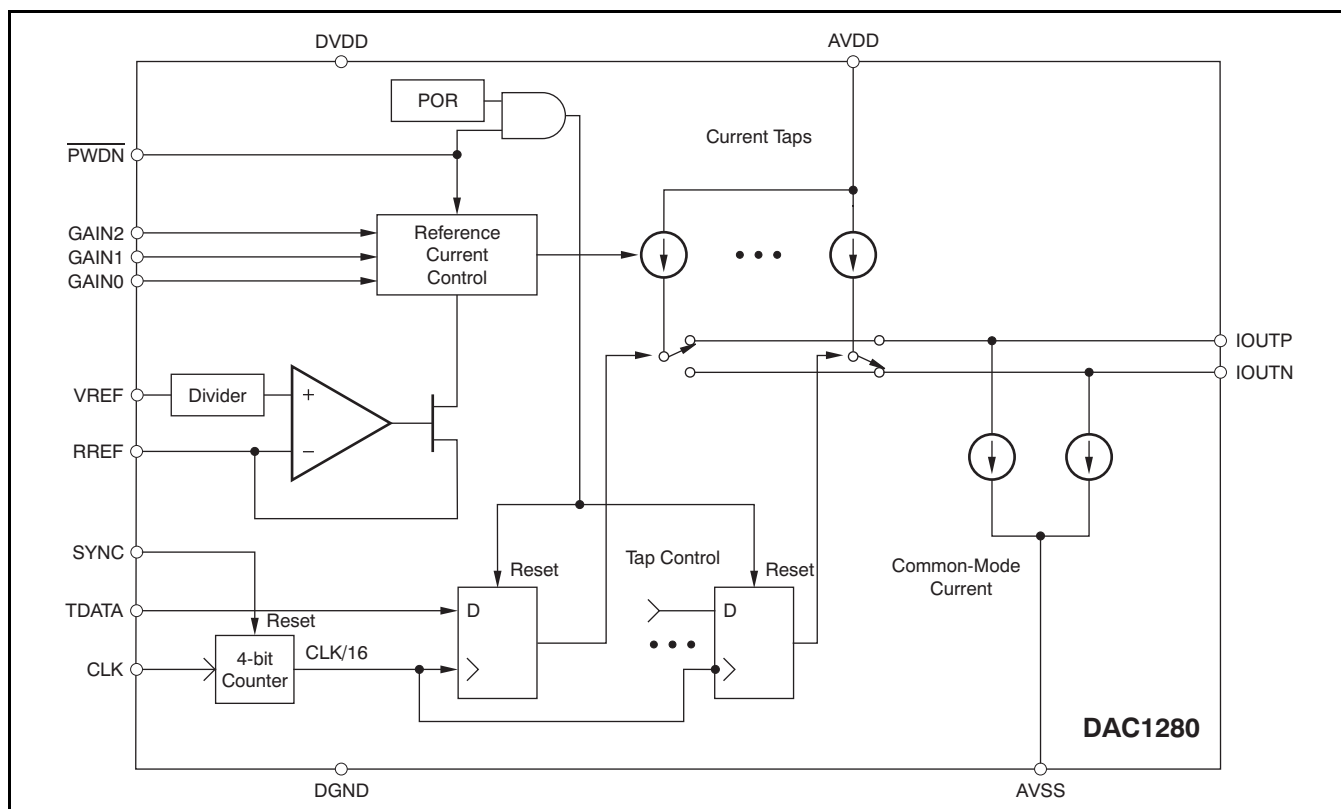 DVDD
AVDD
POR
Current Taps
PWDN
GAIN2
GAIN1
GAIN0
Reference
Current
Control
IOUTP
IOUTN
VREF
Divider
+
RREF
−
SYNC
Tap Control
Reset
Reset
Common-Mode
Current
TDATA
D
D
Reset
CLK
4-bit
Counter
CLK/16
DAC1280
DGND
AVSS